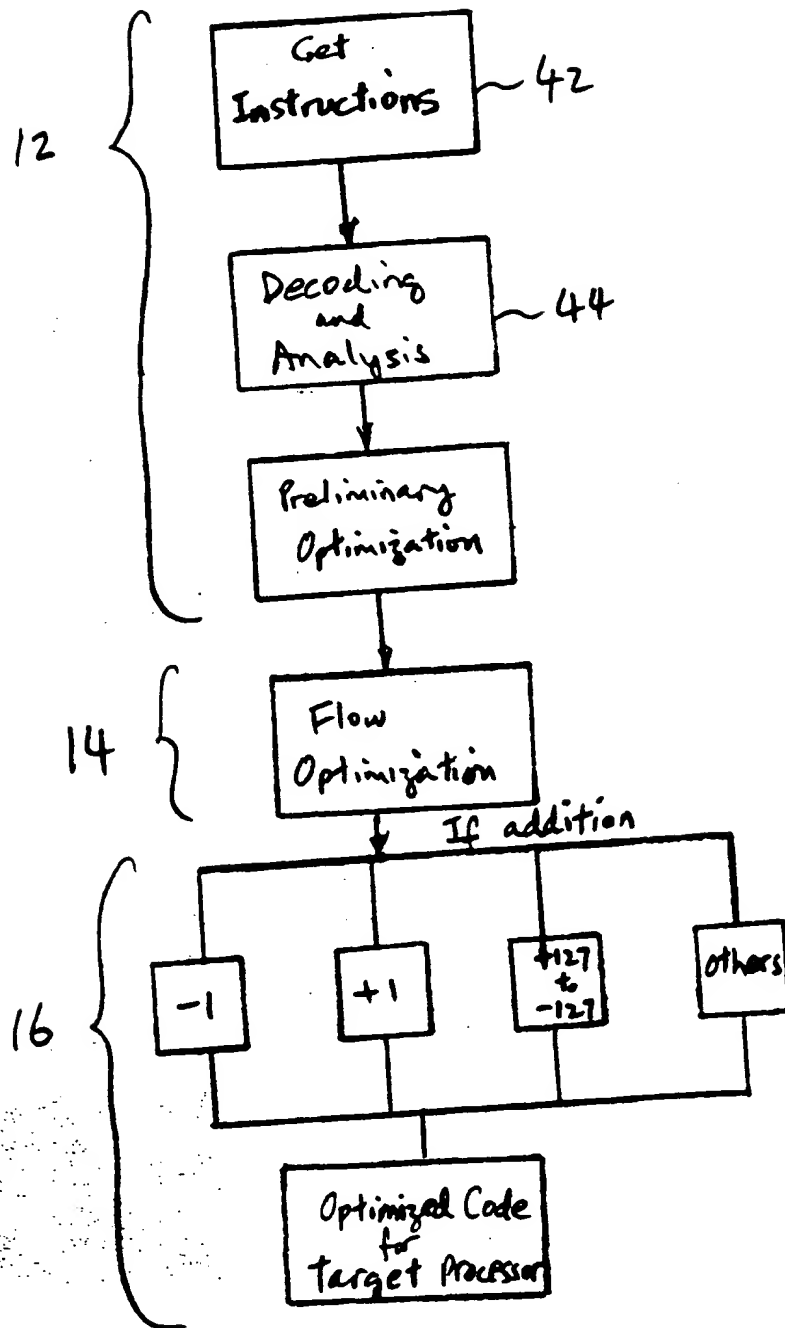 Get
Instructions
42
12
Decoding
and
Analysis
44
Preliminary
Optimization
14
Flow
Optimization
If addition
16
-1
+1
+127
to
-127
others
Optimized Code
for
Target Processor